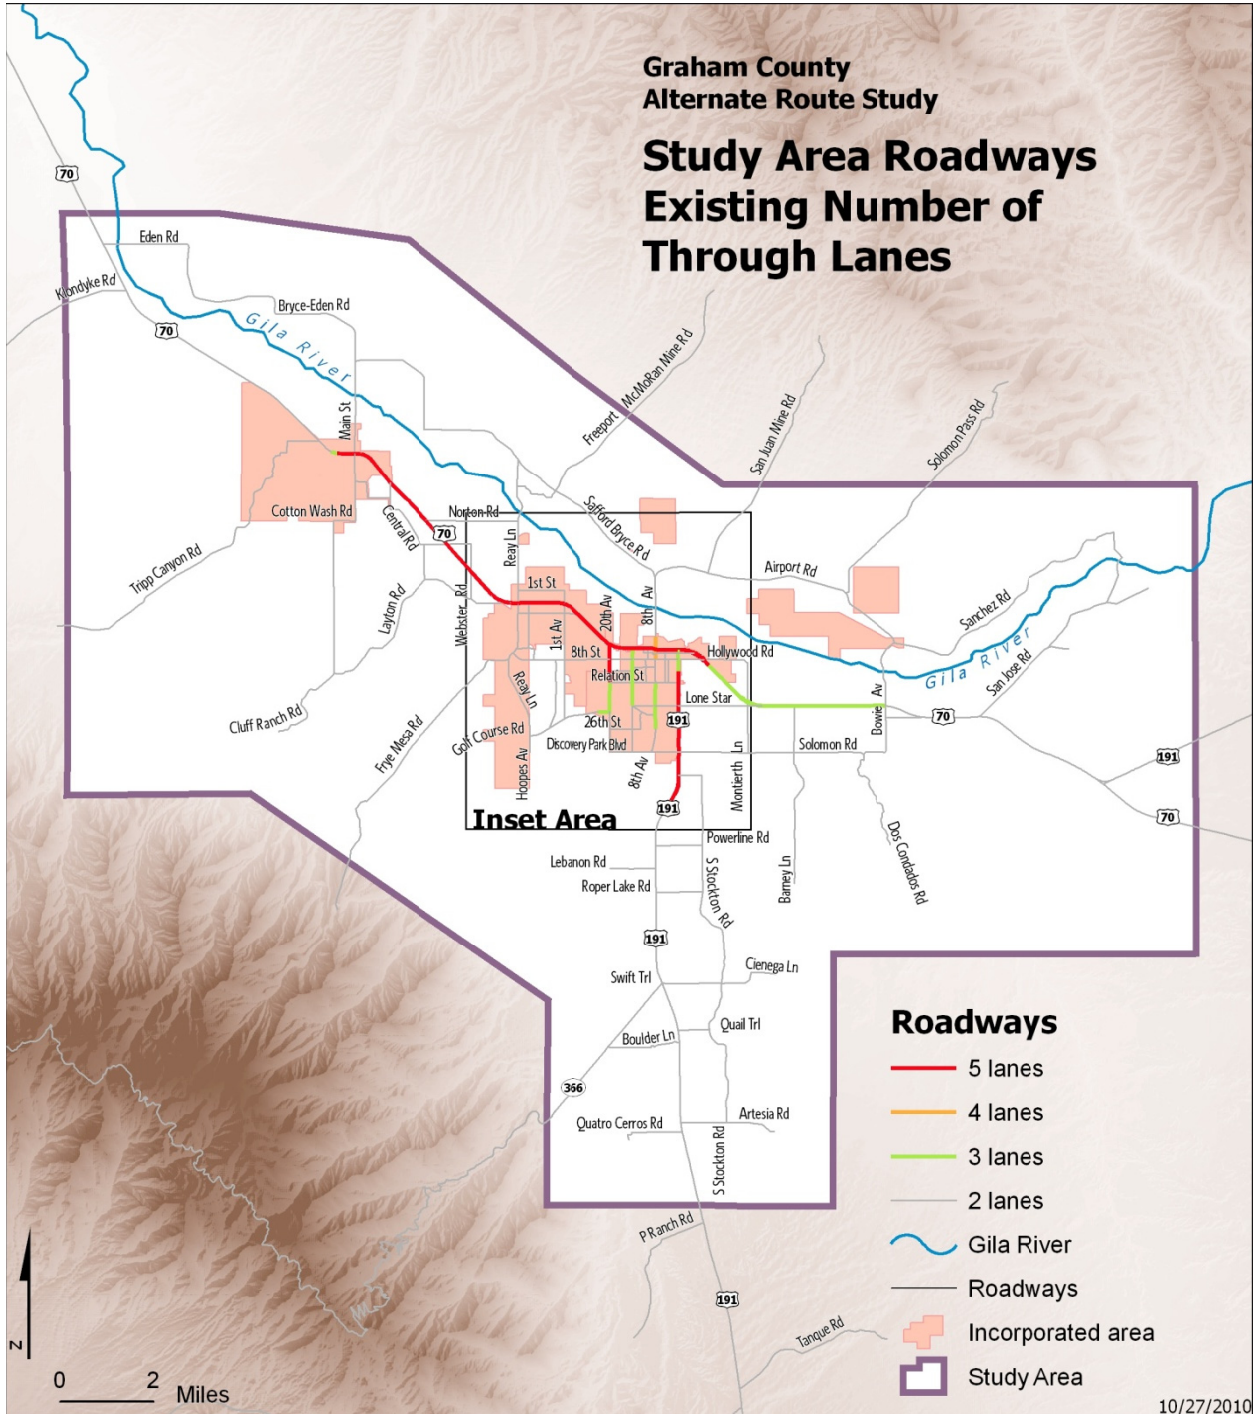 Graham County
Alternate Route Study
Study Area Roadways
Existing Number of
Through Lanes
70
Eden Rd
Klondyke Rd
Bryce-Eden Rd
70
Gila River
Freeport McMoRan Mine Rd
Main St
San Juan Mine Rd
Solomon Pass Rd
Cotton Wash Rd
Central Rd
Norton Rd
70
Reay Ln
Safford Bryce Rd
Tripp Canyon Rd
Airport Rd
1st St
20th Av
8th Av
Layton Rd
Webster Rd
1st Av
Sanchez Rd
8th St
Hollywood Rd
Relation St
Gila River
San Jose Rd
Reay Ln
Lone Star
Bowie Av
Cluff Ranch Rd
26th St
191
70
Frye Mesa Rd
Golf Course Rd
Discovery Park Blvd
Montierth Ln
Solomon Rd
191
Hoopes Av
8th Av
191
70
Inset Area
Powerline Rd
Lebanon Rd
Barney Ln
Dos Condados Rd
Roper Lake Rd
S Stockton Rd
191
Swift Trl
Cienega Ln
Quail Trl
Boulder Ln
366
Quatro Cerros Rd
Artesia Rd
S Stockton Rd
P Ranch Rd
191
Tanque Rd
Roadways
5 lanes
4 lanes
3 lanes
2 lanes
Gila River
Roadways
Incorporated area
Study Area
N
0 2
Miles
10/27/2010